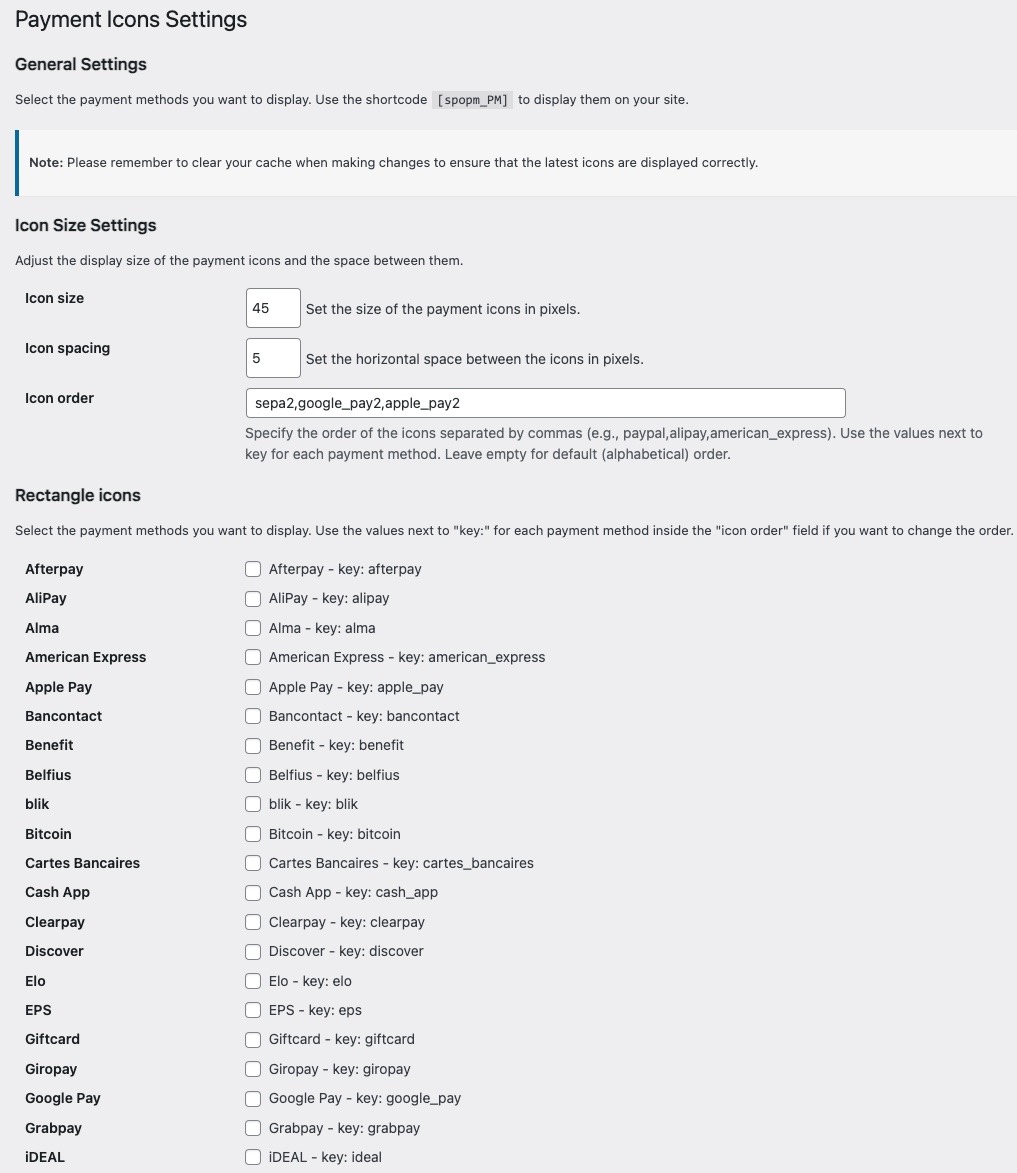 Payment Icons Settings
General Settings
Select the payment methods you want to display. Use the shortcode [spopm_PM] to display them on your site.
Note: Please remember to clear your cache when making changes to ensure that the latest icons are displayed correctly.
Icon Size Settings
Adjust the display size of the payment icons and the space between them.
Icon size 45 Set the size of the payment icons in pixels.
Icon spacing 5 Set the horizontal space between the icons in pixels.
Icon order sepa2,google_pay2,apple_pay2
Specify the order of the icons separated by commas (e.g., paypal,alipay,american_express). Use the values next to
key for each payment method. Leave empty for default (alphabetical) order.
Rectangle icons
Select the payment methods you want to display. Use the values next to "key:" for each payment method inside the "icon order" field if you want to change the order.
Afterpay Afterpay - key: afterpay
AliPay AliPay - key: alipay
Alma Alma - key: alma
American Express American Express - key: american_express
Apple Pay Apple Pay - key: apple_pay
Bancontact Bancontact - key: bancontact
Benefit Benefit - key: benefit
Belfius Belfius - key: belfius
blik blik - key: blik
Bitcoin Bitcoin - key: bitcoin
Cartes Bancaires Cartes Bancaires - key: cartes_bancaires
Cash App Cash App - key: cash_app
Clearpay Clearpay - key: clearpay
Discover Discover - key: discover
Elo Elo - key: elo
EPS EPS - key: eps
Giftcard Giftcard - key: giftcard
Giropay Giropay - key: giropay
Google Pay Google Pay - key: google_pay
Grabpay Grabpay - key: grabpay
iDEAL iDEAL - key: ideal